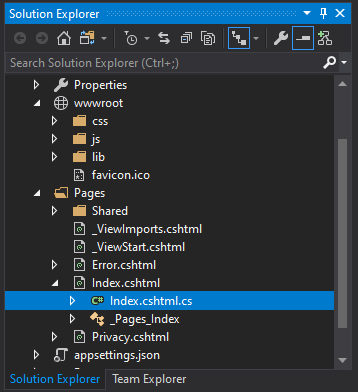 Solution Explorer
Search Solution Explorer (Ctrl+;)
Properties
wwwroot
css
js
lib
favicon.ico
Pages
Shared
_ViewImports.cshtml
_ViewStart.cshtml
Error.cshtml
Index.cshtml
C# Index.cshtml.cs
_Pages_Index
Privacy.cshtml
appsettings.json
Solution Explorer Team Explorer